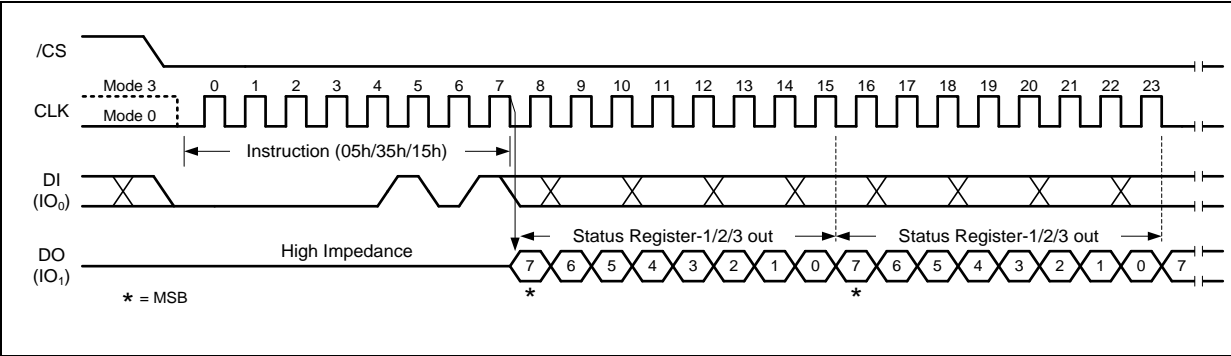 /CS
Mode 3
0 1 2 3 4 5 6 7 8 9 10 11 12 13 14 15 16 17 18 19 20 21 22 23
CLK
Mode 0
Instruction (05h/35h/15h)
DI
(IO₀)
High Impedance
Status Register-1/2/3 out Status Register-1/2/3 out
DO
(IO₁)
7 6 5 4 3 2 1 0 7 6 5 4 3 2 1 0 7
* *
* = MSB